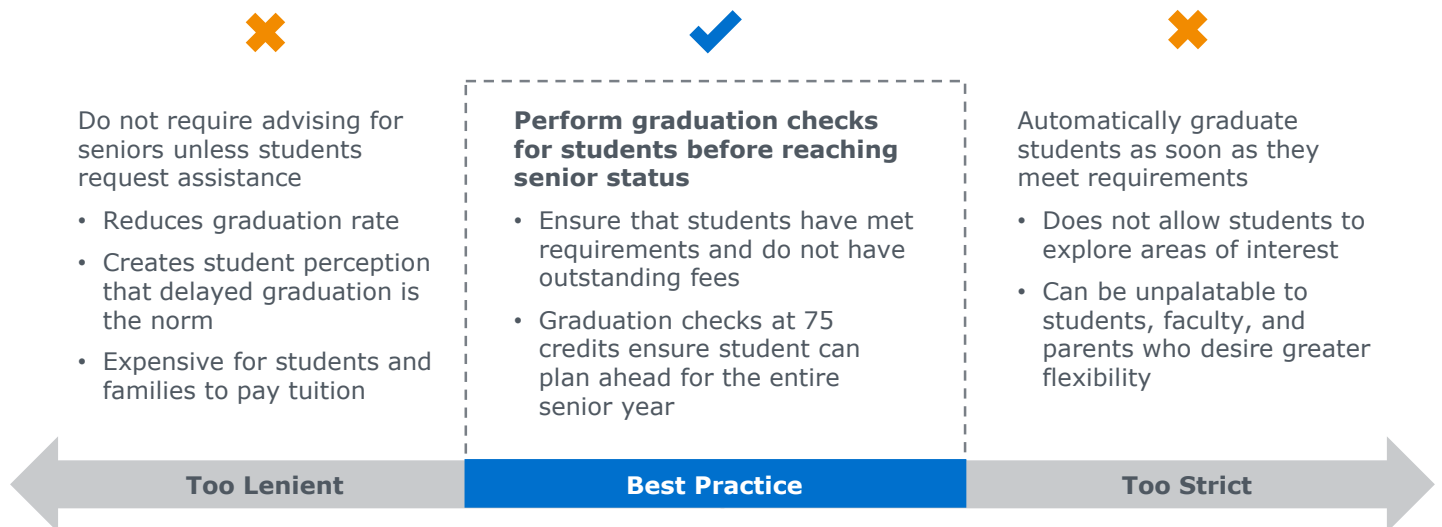 Do not require advising for
seniors unless students
request assistance
• Reduces graduation rate
• Creates student perception
that delayed graduation is
the norm
• Expensive for students and
families to pay tuition
Perform graduation checks
for students before reaching
senior status
• Ensure that students have met
requirements and do not have
outstanding fees
• Graduation checks at 75
credits ensure student can
plan ahead for the entire
senior year
Automatically graduate
students as soon as they
meet requirements
• Does not allow students to
explore areas of interest
• Can be unpalatable to
students, faculty, and
parents who desire greater
flexibility
Too Lenient
Best Practice
Too Strict